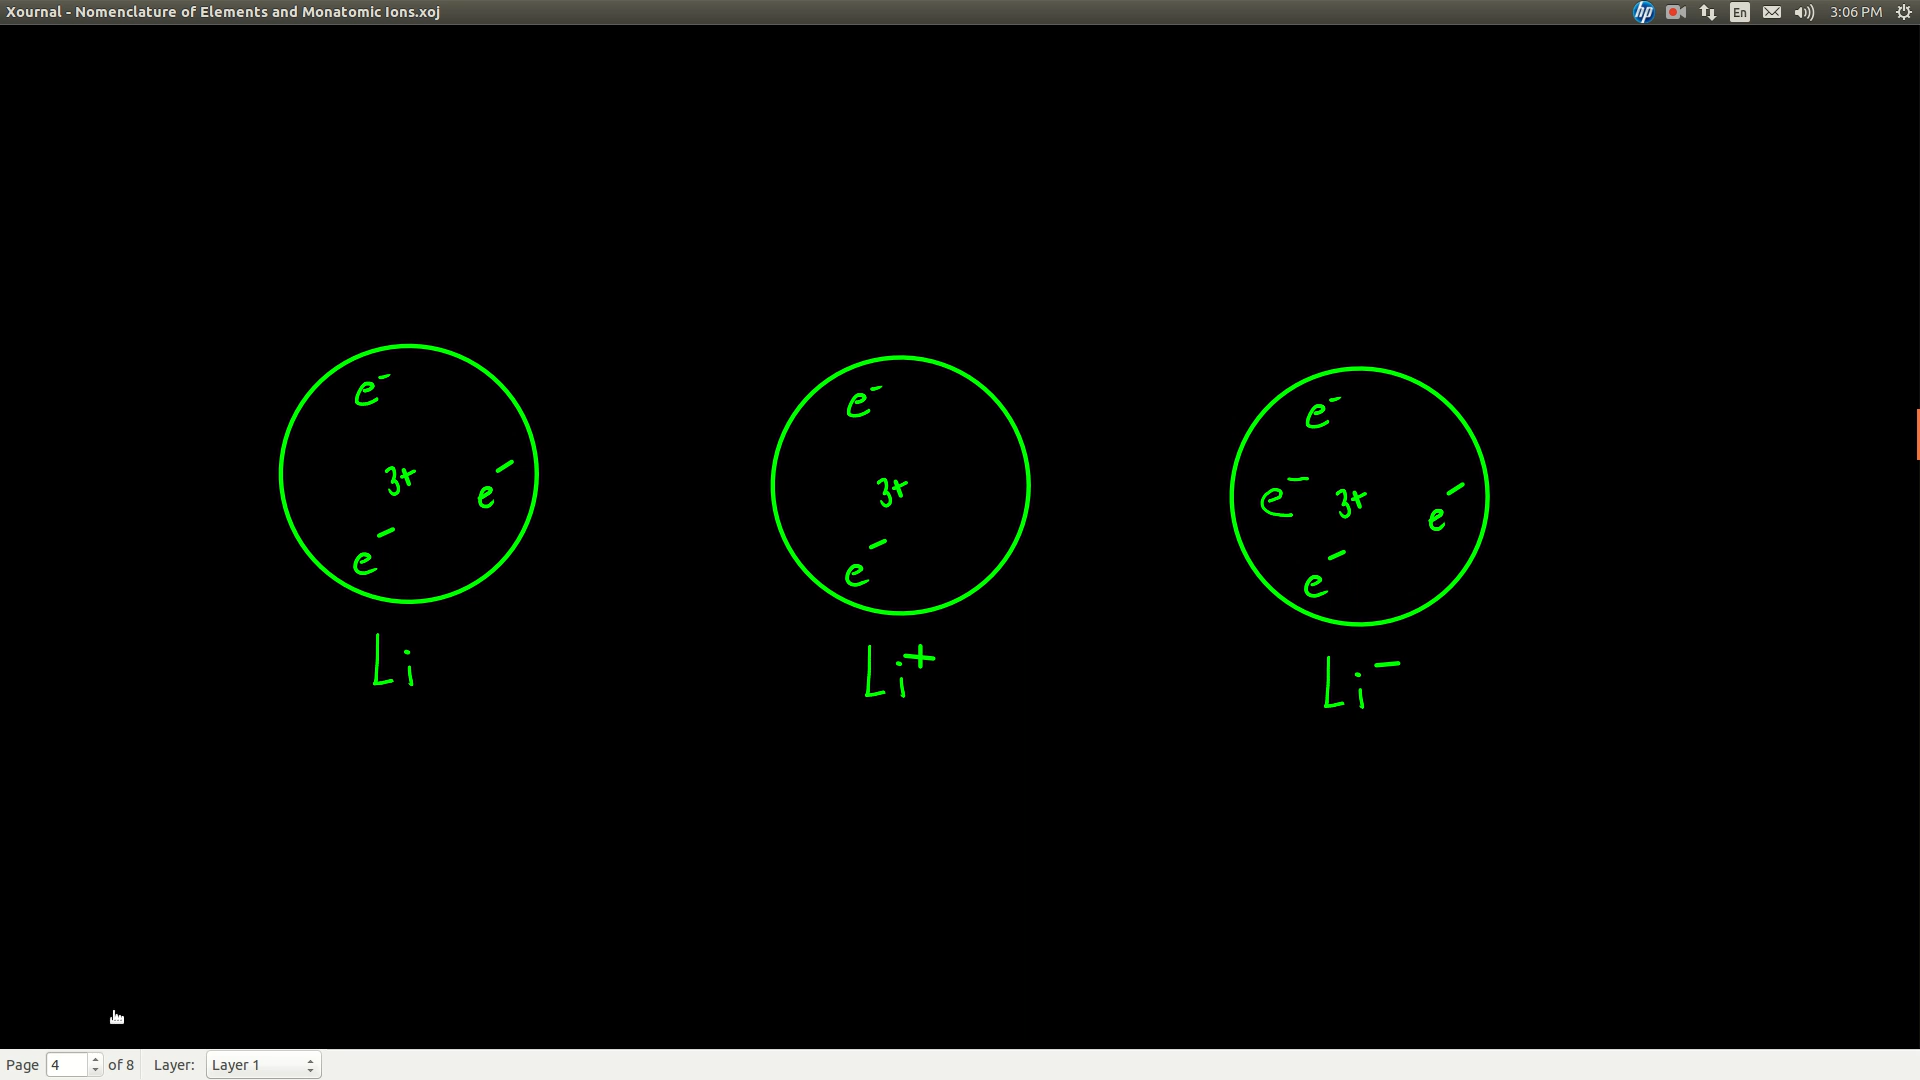 Xournal - Nomenclature of Elements and Monatomic Ions.xoj
hp En 3:06 PM
e⁻
3+ e⁻
e⁻
Li
e⁻
3+
e⁻
Li⁺
e⁻
e⁻ 3+ e⁻
e⁻
Li⁻
Page 4 of 8 Layer: Layer 1